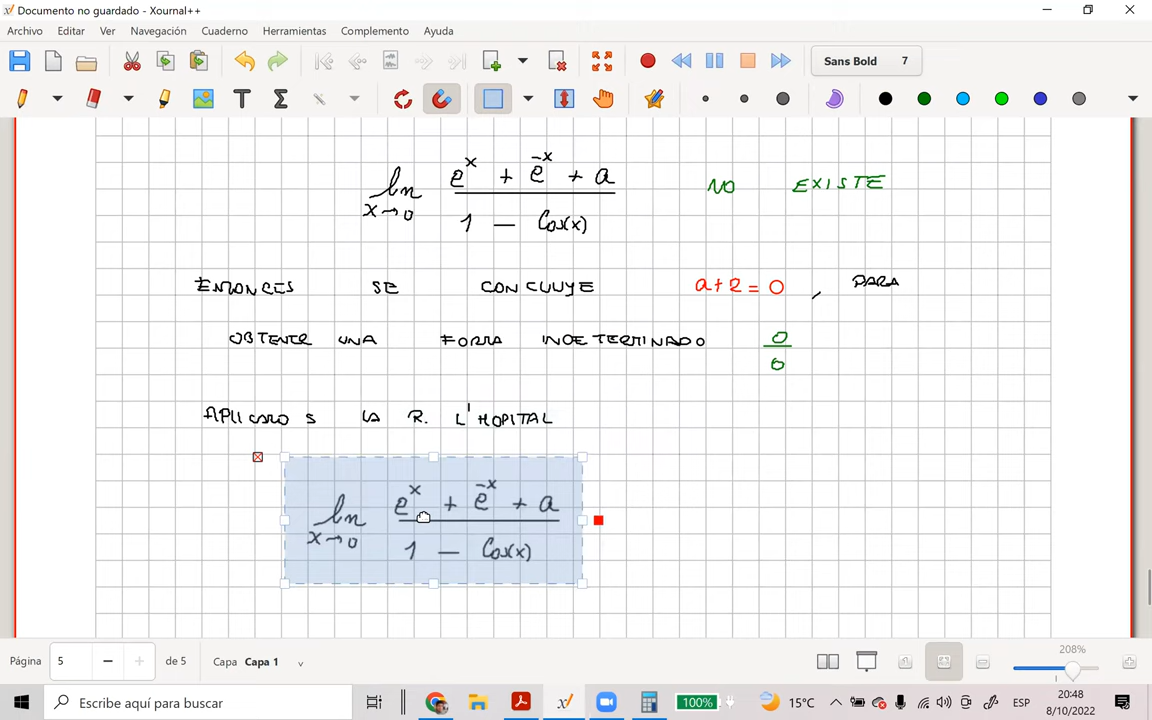 Documento no guardado - Xournal++
Archivo Editar Ver Navegación Cuaderno Herramientas Complemento Ayuda
Sans Bold 7
lim x→0 (e^x + e^-x + a) / (1 - Cos(x)) NO EXISTE
ENTONCES SE CONCLUYE a+2=0 , PARA
OBTENER UNA FORMA INDETERMINADO 0/0
APLICAMOS LA R. L'HOPITAL
lim x→0 (e^x + e^-x + a) / (1 - Cos(x))
Página 5 de 5 Capa Capa 1 208%
Escribe aquí para buscar 100% 15°C ESP 20:48
8/10/2022